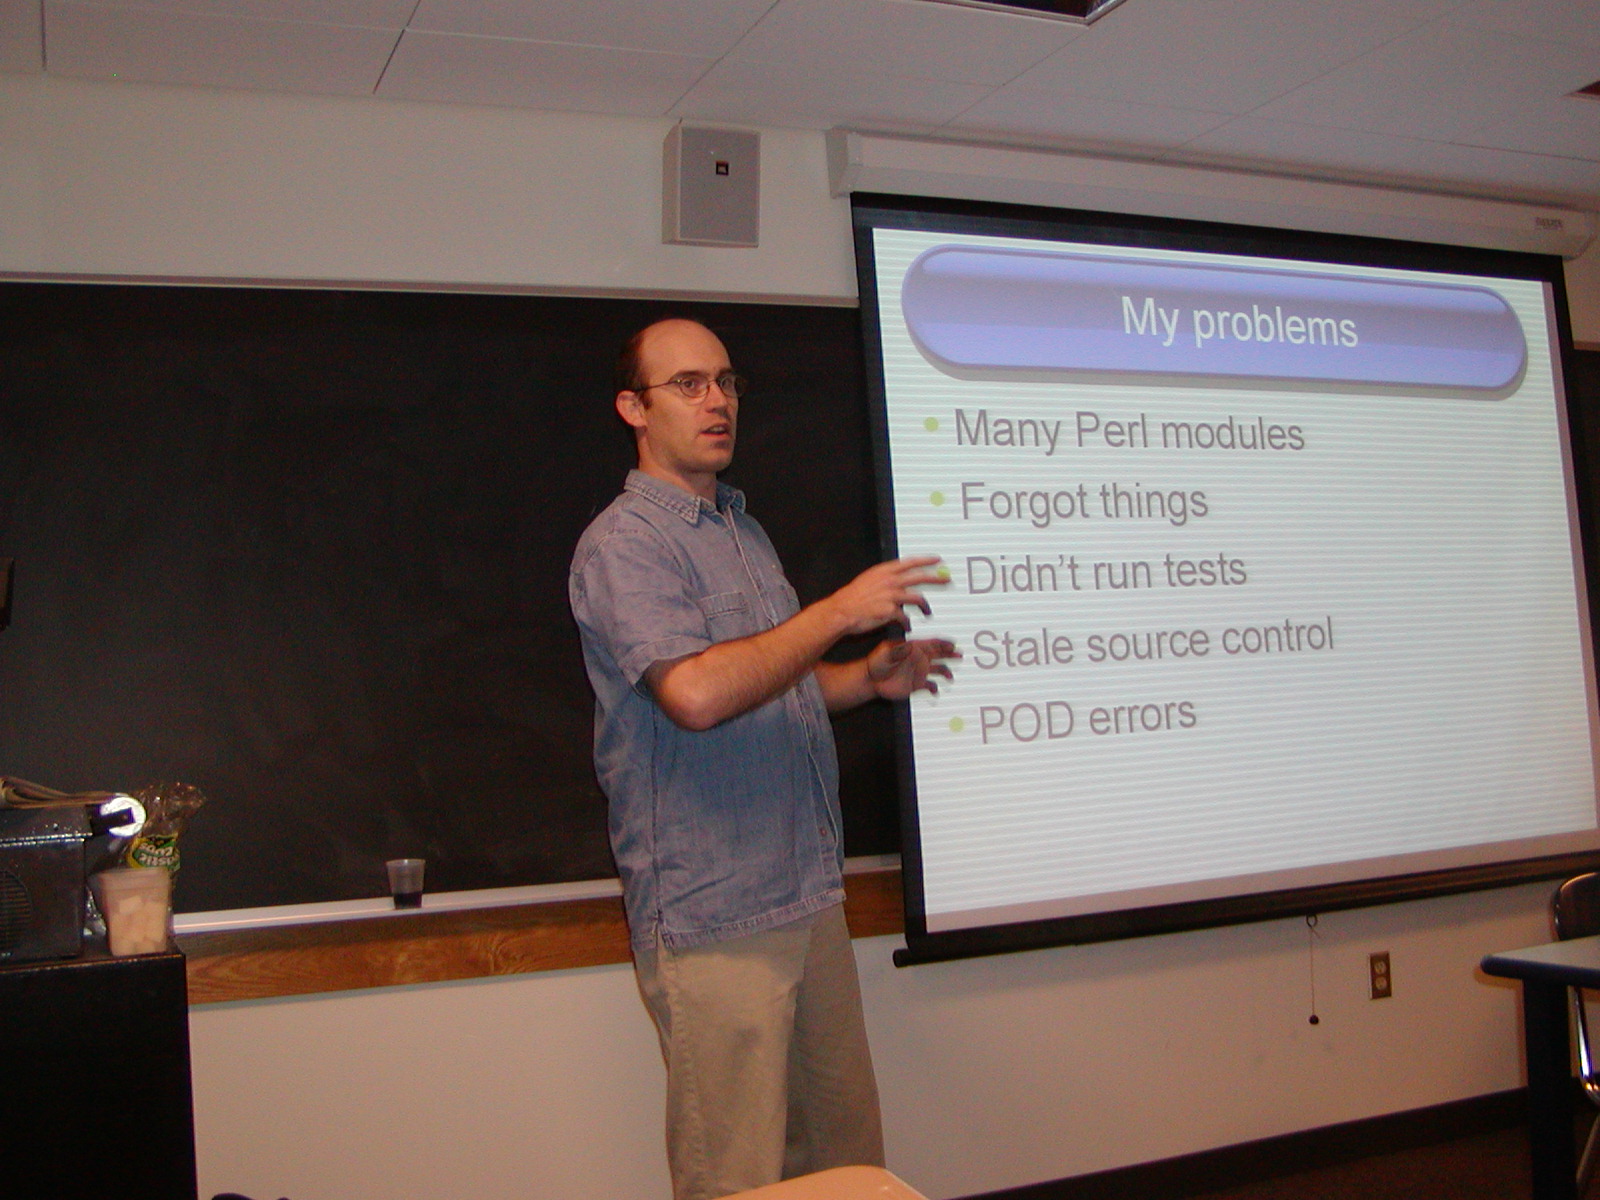 My problems
Many Perl modules
Forgot things
Didn't run tests
Stale source control
POD errors